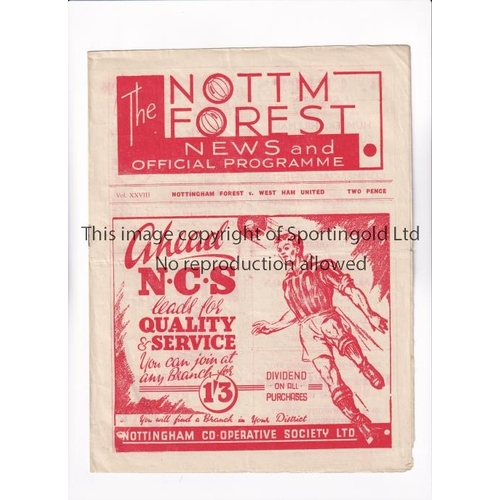 The
NOTTM
FOREST
NEWS and
OFFICIAL PROGRAMME
Vol. XXVIII NOTTINGHAM FOREST v. WEST HAM UNITED TWO PENCE
Ahead
This image copyright of Sportingold Ltd
No reproduction allowed
N·C·S
leads for
QUALITY
& SERVICE
You can join at
any Branch for
1'3
DIVIDEND
— ON ALL —
PURCHASES
You will find a Branch in Your District
NOTTINGHAM CO-OPERATIVE SOCIETY LTD